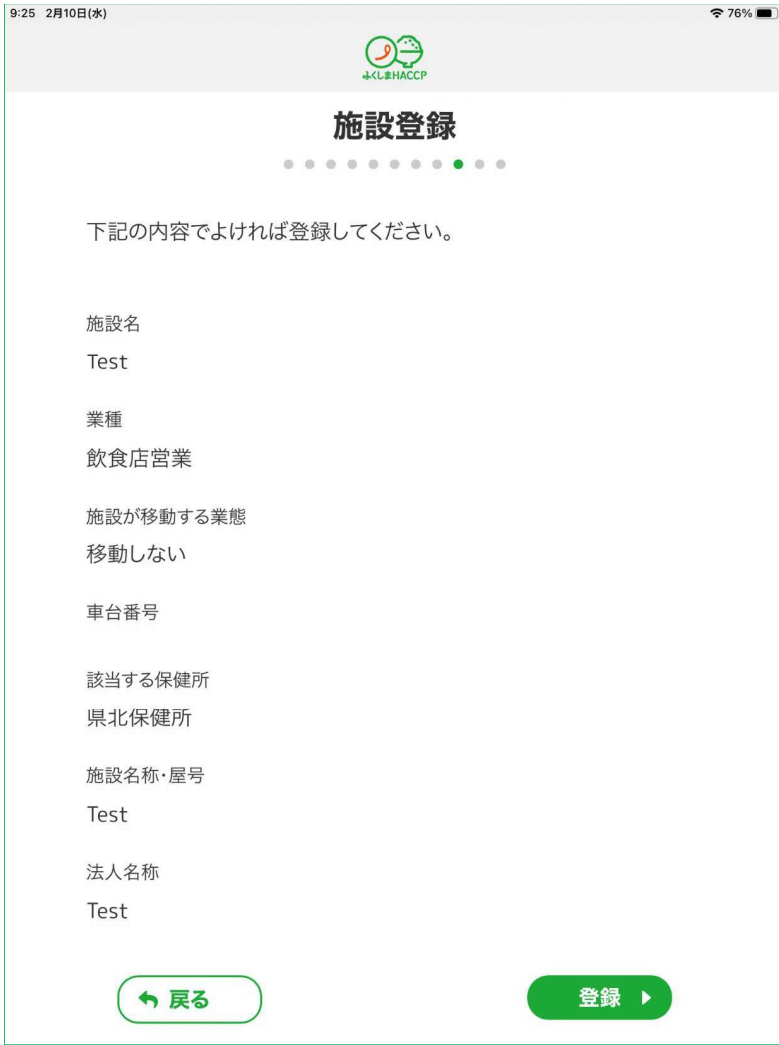 9:25 2月10日(水) 76%
ふくしまHACCP
施設登録
下記の内容でよければ登録してください。
施設名
Test
業種
飲食店営業
施設が移動する業態
移動しない
車台番号
該当する保健所
県北保健所
施設名称・屋号
Test
法人名称
Test
戻る 登録